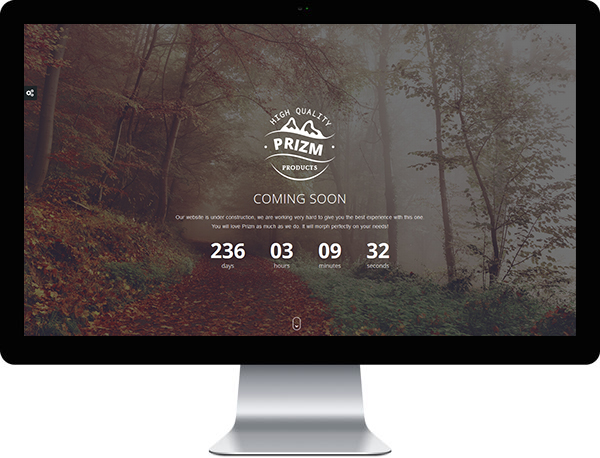 HIGH QUALITY
PRIZM
PRODUCTS
COMING SOON
Our website is under construction, we are working very hard to give you the best experience with this one.
You will love Prizm as much as we do. It will morph perfectly on your needs!
236 03 09 32
days hours minutes seconds